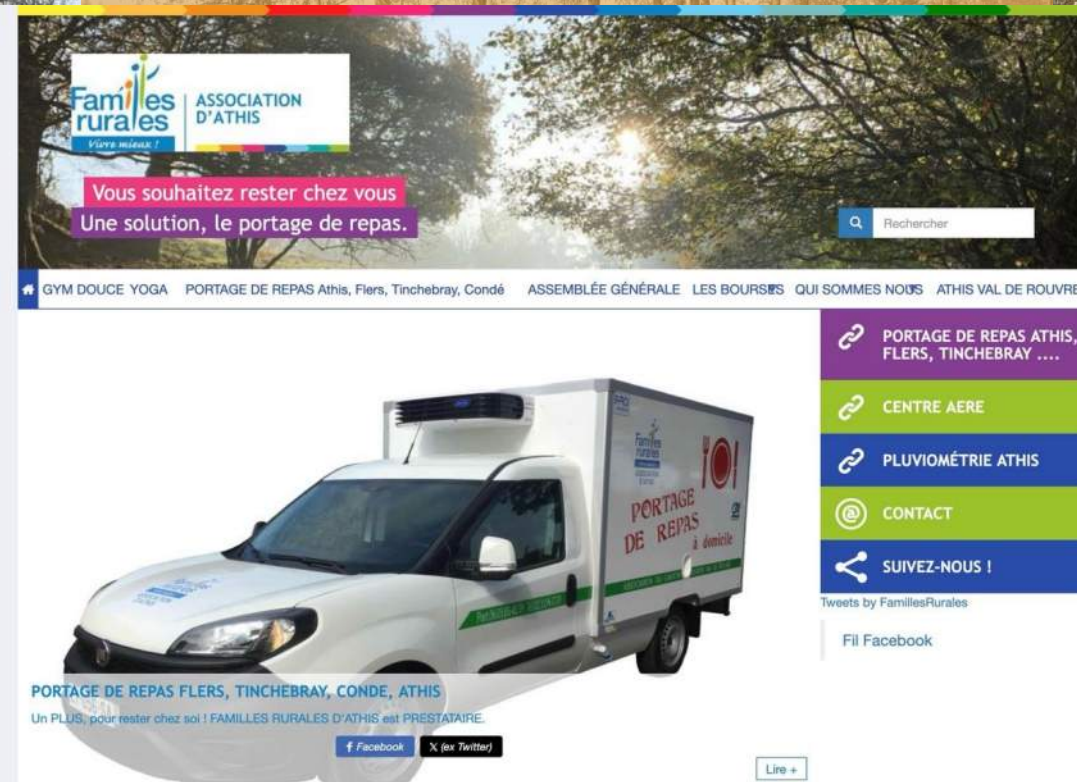 Familles
rurales
Vivre mieux !
ASSOCIATION
D'ATHIS
Vous souhaitez rester chez vous
Une solution, le portage de repas.
Rechercher
GYM DOUCE YOGA PORTAGE DE REPAS Athis, Flers, Tinchebray, Condé ASSEMBLÉE GÉNÉRALE LES BOURSES QUI SOMMES NOUS ATHIS VAL DE ROUVRE
PORTAGE DE REPAS ATHIS,
FLERS, TINCHEBRAY ....
CENTRE AERE
PLUVIOMÉTRIE ATHIS
CONTACT
SUIVEZ-NOUS !
Tweets by FamillesRurales
Fil Facebook
Familles
rurales
PORTAGE
DE REPAS
à domicile
PORTAGE DE REPAS FLERS, TINCHEBRAY, CONDE, ATHIS
Un PLUS, pour rester chez soi ! FAMILLES RURALES D'ATHIS est PRESTATAIRE.
Facebook
X (ex Twitter)
Lire +